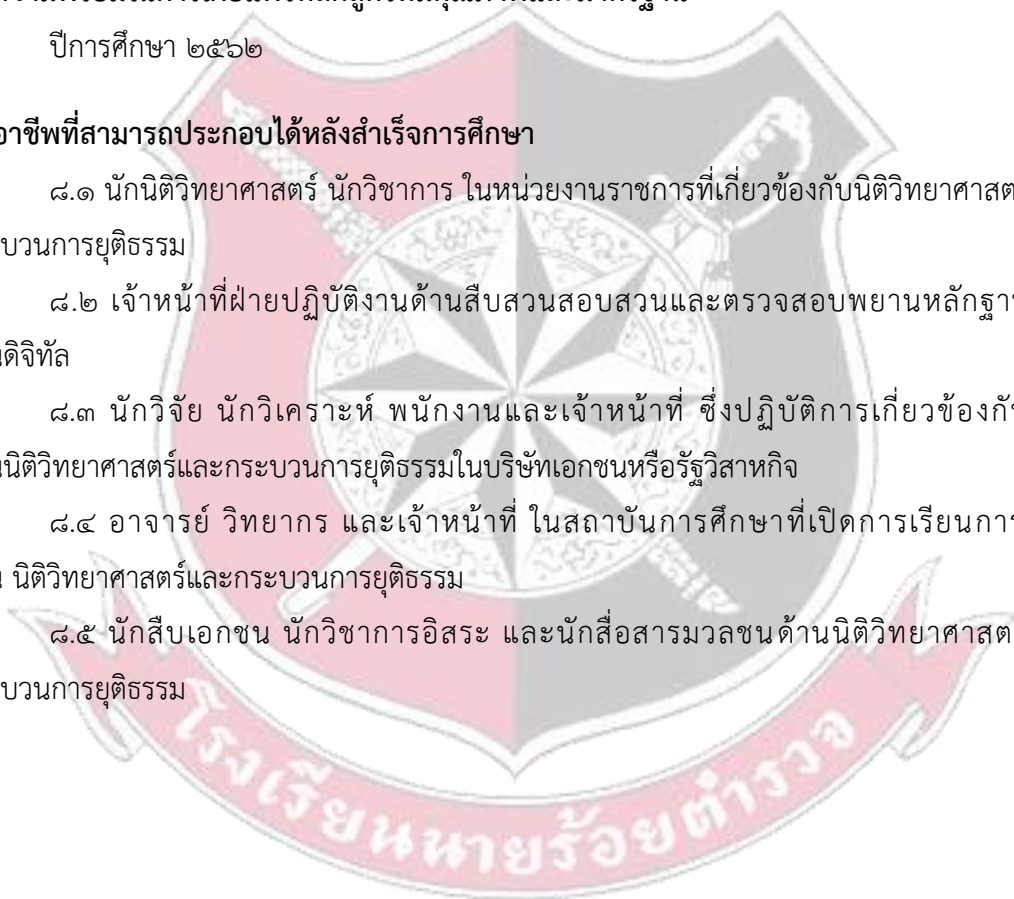 ปีการศึกษา ๒๕๖๒
อาชีพที่สามารถประกอบได้หลังสำเร็จการศึกษา
๘.๑ นักนิติวิทยาศาสตร์ นักวิชาการ ในหน่วยงานราชการที่เกี่ยวข้องกับนิติวิทยาศาสต
บวนการยุติธรรม
๘.๒ เจ้าหน้าที่ฝ่ายปฏิบัติงานด้านสืบสวนสอบสวนและตรวจสอบพยานหลักฐา
นดิจิทัล
๘.๓ นักวิจัย นักวิเคราะห์ พนักงานและเจ้าหน้าที่ ซึ่งปฏิบัติการเกี่ยวข้องกั
นนิติวิทยาศาสตร์และกระบวนการยุติธรรมในบริษัทเอกชนหรือรัฐวิสาหกิจ
๘.๔ อาจารย์ วิทยากร และเจ้าหน้าที่ ในสถาบันการศึกษาที่เปิดการเรียนการ
น นิติวิทยาศาสตร์และกระบวนการยุติธรรม
๘.๕ นักสืบเอกชน นักวิชาการอิสระ และนักสื่อสารมวลชนด้านนิติวิทยาศาสต
บวนการยุติธรรม
โรงเรียนนายร้อยตำรวจ